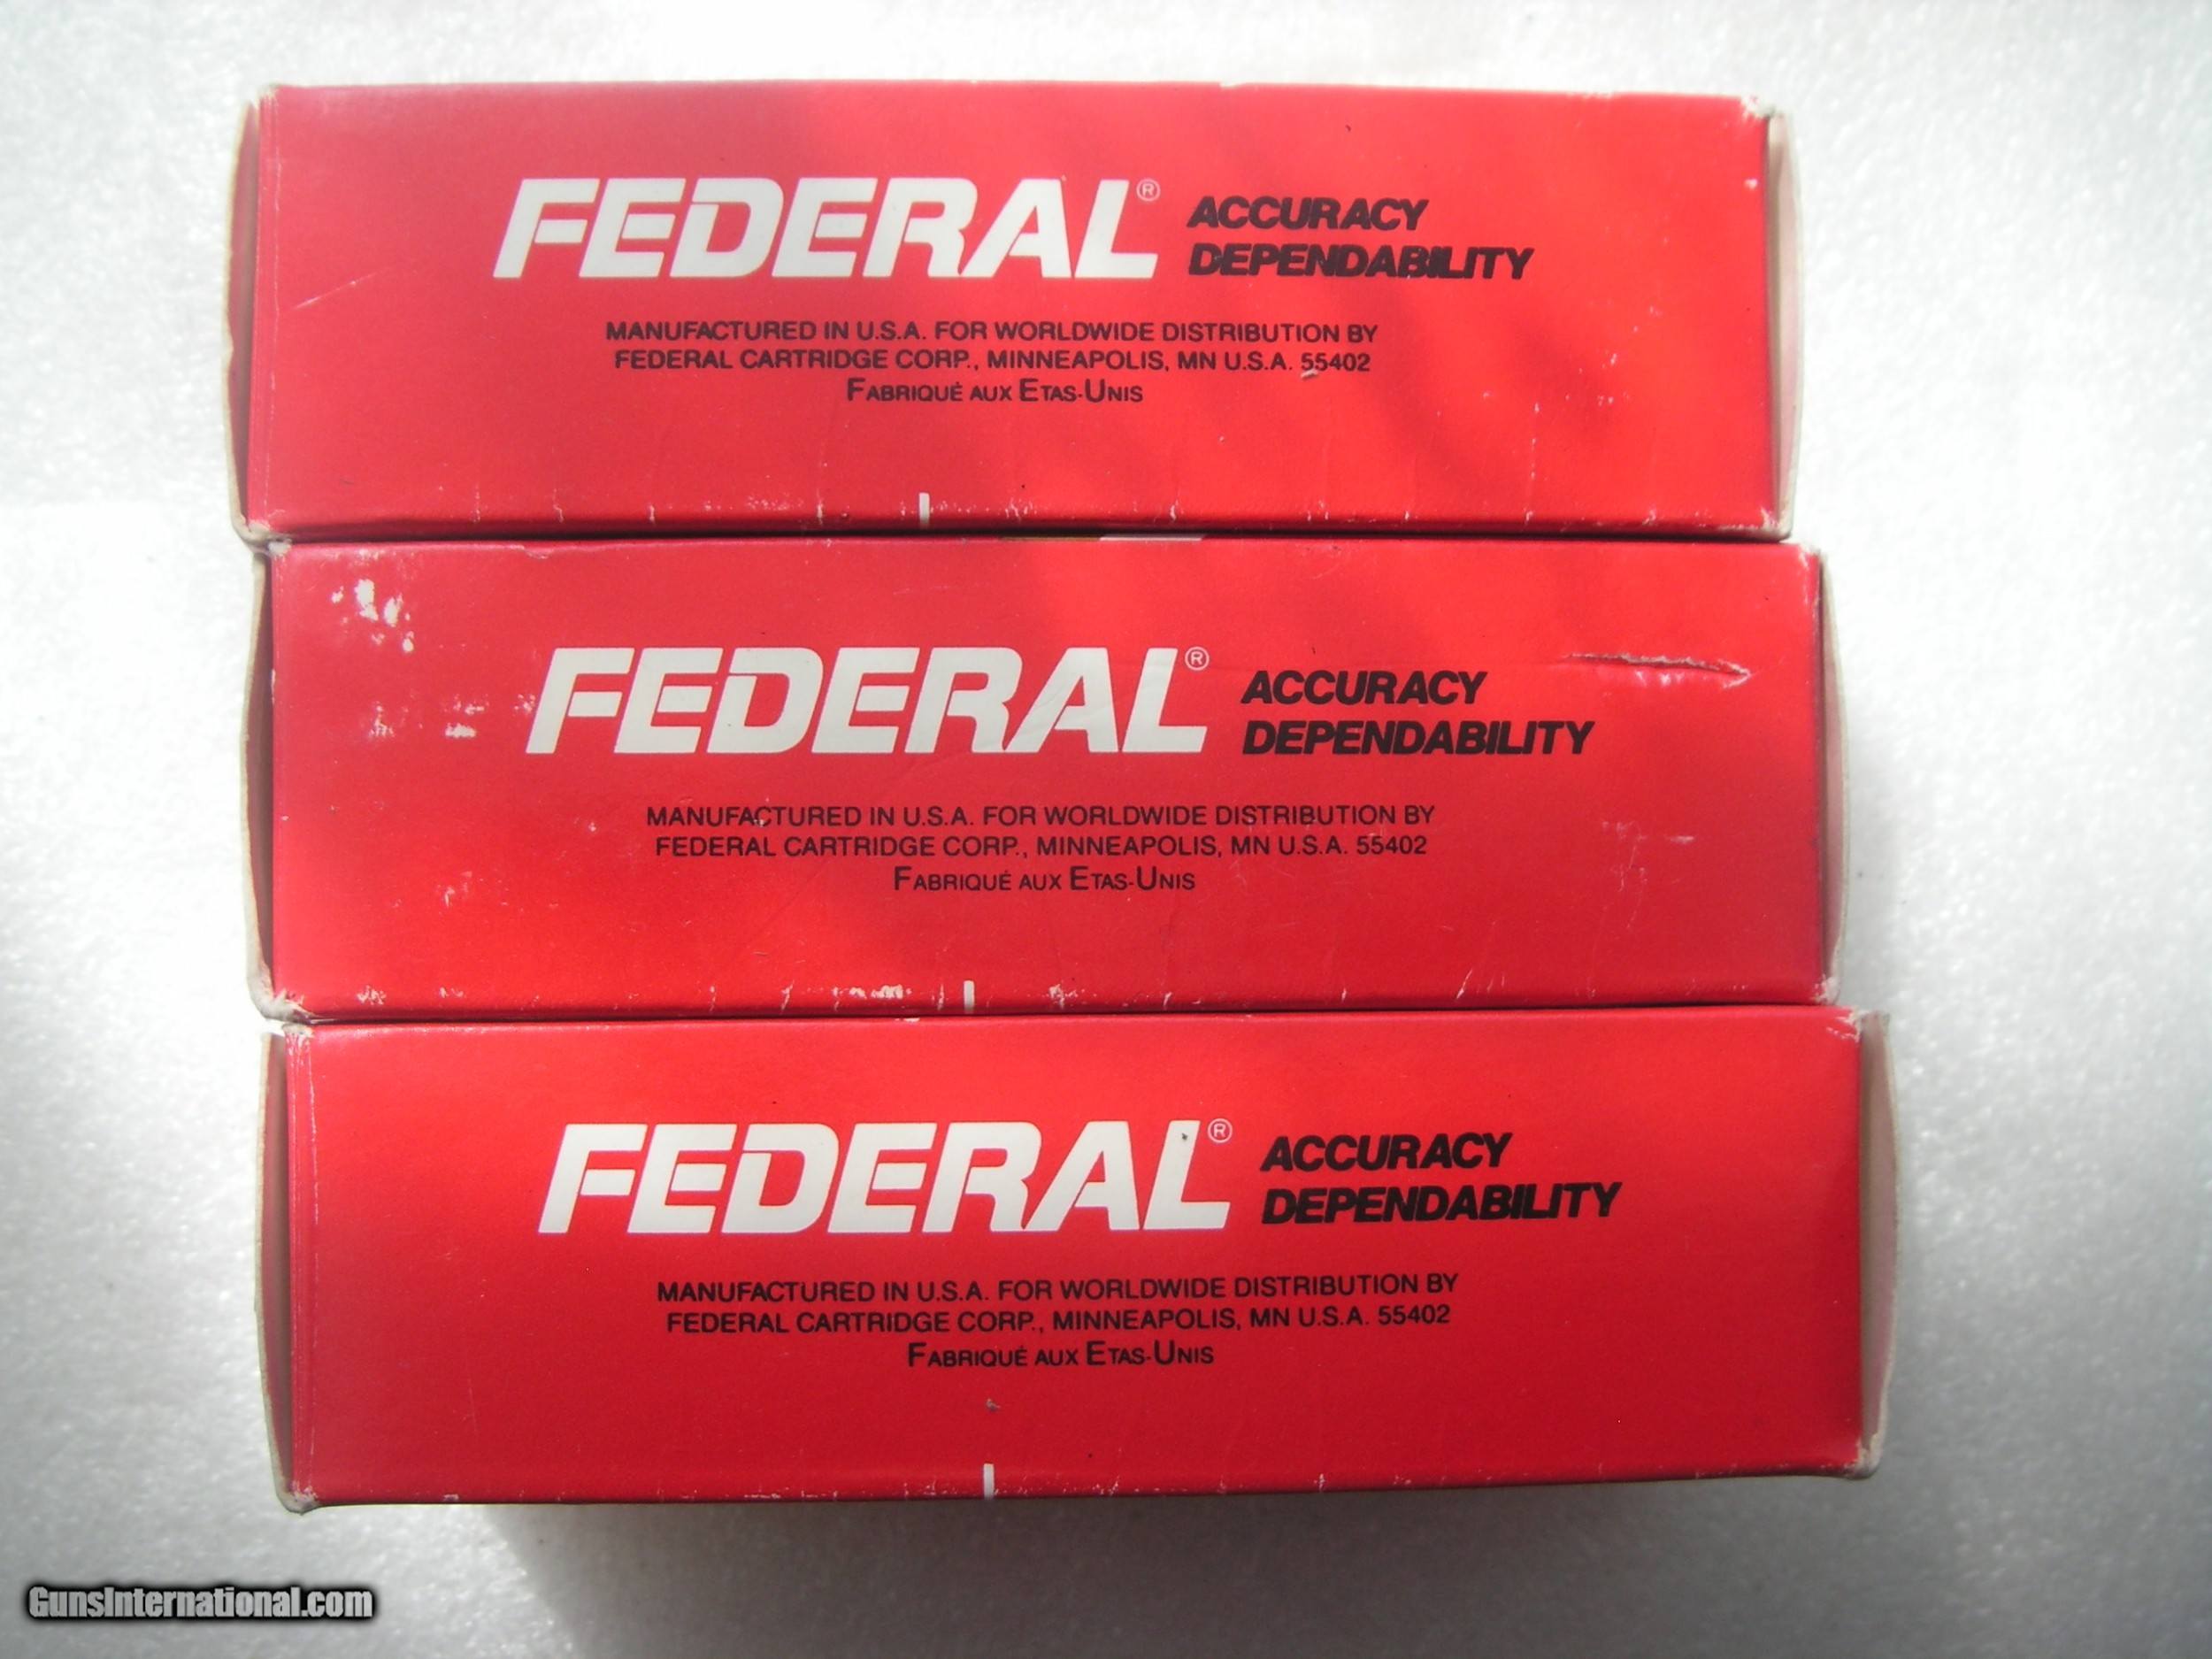 FEDERAL® ACCURACY
DEPENDABILITY
MANUFACTURED IN U.S.A. FOR WORLDWIDE DISTRIBUTION BY
FEDERAL CARTRIDGE CORP., MINNEAPOLIS, MN U.S.A. 55402
FABRIQUÉ AUX ETAS-UNIS
FEDERAL® ACCURACY
DEPENDABILITY
MANUFACTURED IN U.S.A. FOR WORLDWIDE DISTRIBUTION BY
FEDERAL CARTRIDGE CORP., MINNEAPOLIS, MN U.S.A. 55402
FABRIQUÉ AUX ETAS-UNIS
FEDERAL® ACCURACY
DEPENDABILITY
MANUFACTURED IN U.S.A. FOR WORLDWIDE DISTRIBUTION BY
FEDERAL CARTRIDGE CORP., MINNEAPOLIS, MN U.S.A. 55402
FABRIQUÉ AUX ETAS-UNIS
GunsInternational.com